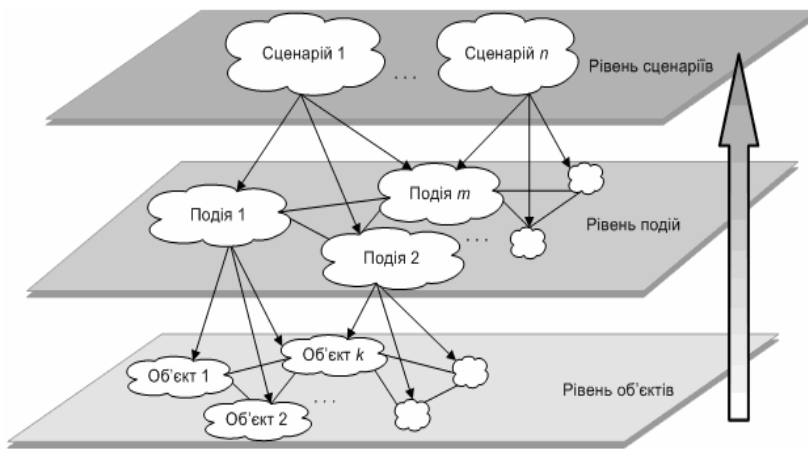 Сценарій 1
. . .
Сценарій n
Рівень сценаріїв
Подія 1
Подія m
Подія 2
. . .
Рівень подій
Об'єкт 1
Об'єкт k
Об'єкт 2
. . .
Рівень об'єктів